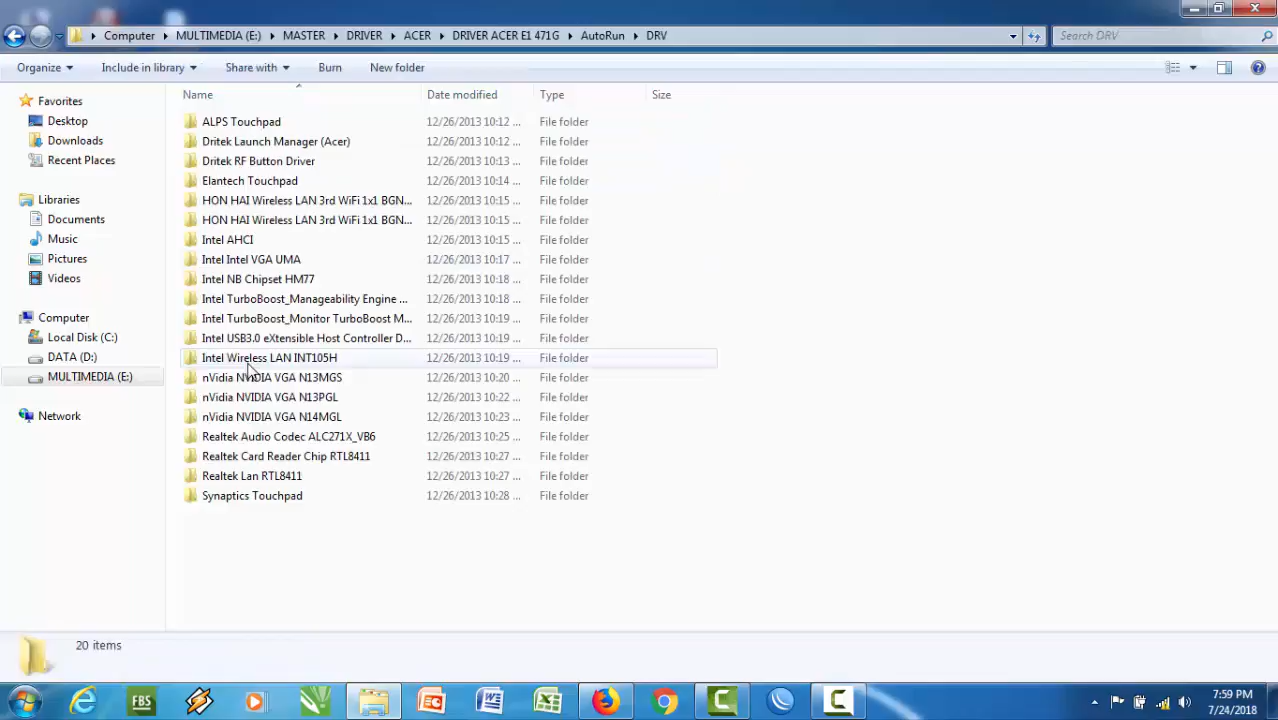 Computer MULTIMEDIA (E:) MASTER DRIVER ACER DRIVER ACER E1 471G AutoRun DRV Search DRV
Organize Include in library Share with Burn New folder
Name Date modified Type Size
Favorites
Desktop
Downloads
Recent Places
Libraries
Documents
Music
Pictures
Videos
Computer
Local Disk (C:)
DATA (D:)
MULTIMEDIA (E:)
Network
ALPS Touchpad 12/26/2013 10:12 ... File folder
Dritek Launch Manager (Acer) 12/26/2013 10:12 ... File folder
Dritek RF Button Driver 12/26/2013 10:13 ... File folder
Elantech Touchpad 12/26/2013 10:14 ... File folder
HON HAI Wireless LAN 3rd WiFi 1x1 BGN... 12/26/2013 10:15 ... File folder
HON HAI Wireless LAN 3rd WiFi 1x1 BGN... 12/26/2013 10:15 ... File folder
Intel AHCI 12/26/2013 10:15 ... File folder
Intel Intel VGA UMA 12/26/2013 10:17 ... File folder
Intel NB Chipset HM77 12/26/2013 10:18 ... File folder
Intel TurboBoost_Manageability Engine ... 12/26/2013 10:18 ... File folder
Intel TurboBoost_Monitor TurboBoost M... 12/26/2013 10:19 ... File folder
Intel USB3.0 eXtensible Host Controller D... 12/26/2013 10:19 ... File folder
Intel Wireless LAN INT105H 12/26/2013 10:19 ... File folder
nVidia NVIDIA VGA N13MGS 12/26/2013 10:20 ... File folder
nVidia NVIDIA VGA N13PGL 12/26/2013 10:22 ... File folder
nVidia NVIDIA VGA N14MGL 12/26/2013 10:23 ... File folder
Realtek Audio Codec ALC271X_VB6 12/26/2013 10:25 ... File folder
Realtek Card Reader Chip RTL8411 12/26/2013 10:27 ... File folder
Realtek Lan RTL8411 12/26/2013 10:27 ... File folder
Synaptics Touchpad 12/26/2013 10:28 ... File folder
20 items
FBS
7:59 PM
7/24/2018